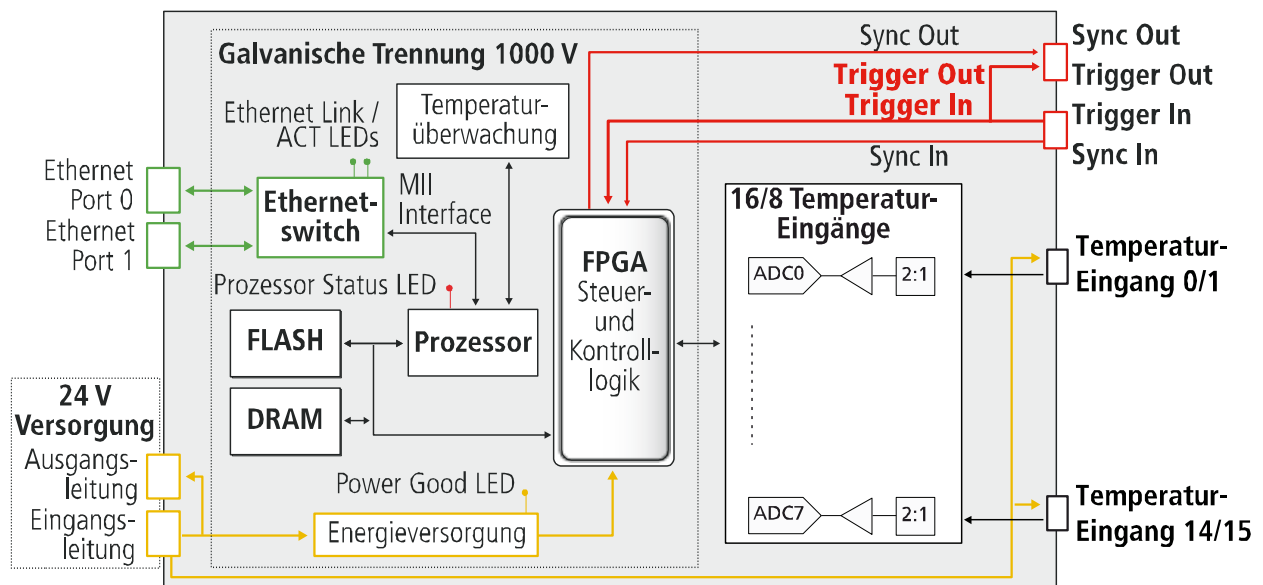 Galvanische Trennung 1000 V
Sync Out
Sync Out
Trigger Out
Trigger In
Trigger Out
Trigger In
Sync In
Sync In
Ethernet Link /
ACT LEDs
Temperatur-
überwachung
Ethernet
Port 0
Ethernet
Port 1
Ethernet-
switch
MII
Interface
Prozessor Status LED
FLASH
Prozessor
DRAM
FPGA
Steuer-
und
Kontroll-
logik
16/8 Temperatur-
Eingänge
ADC0
2:1
ADC7
2:1
Temperatur-
Eingang 0/1
Temperatur-
Eingang 14/15
24 V
Versorgung
Ausgangs-
leitung
Eingangs-
leitung
Power Good LED
Energieversorgung